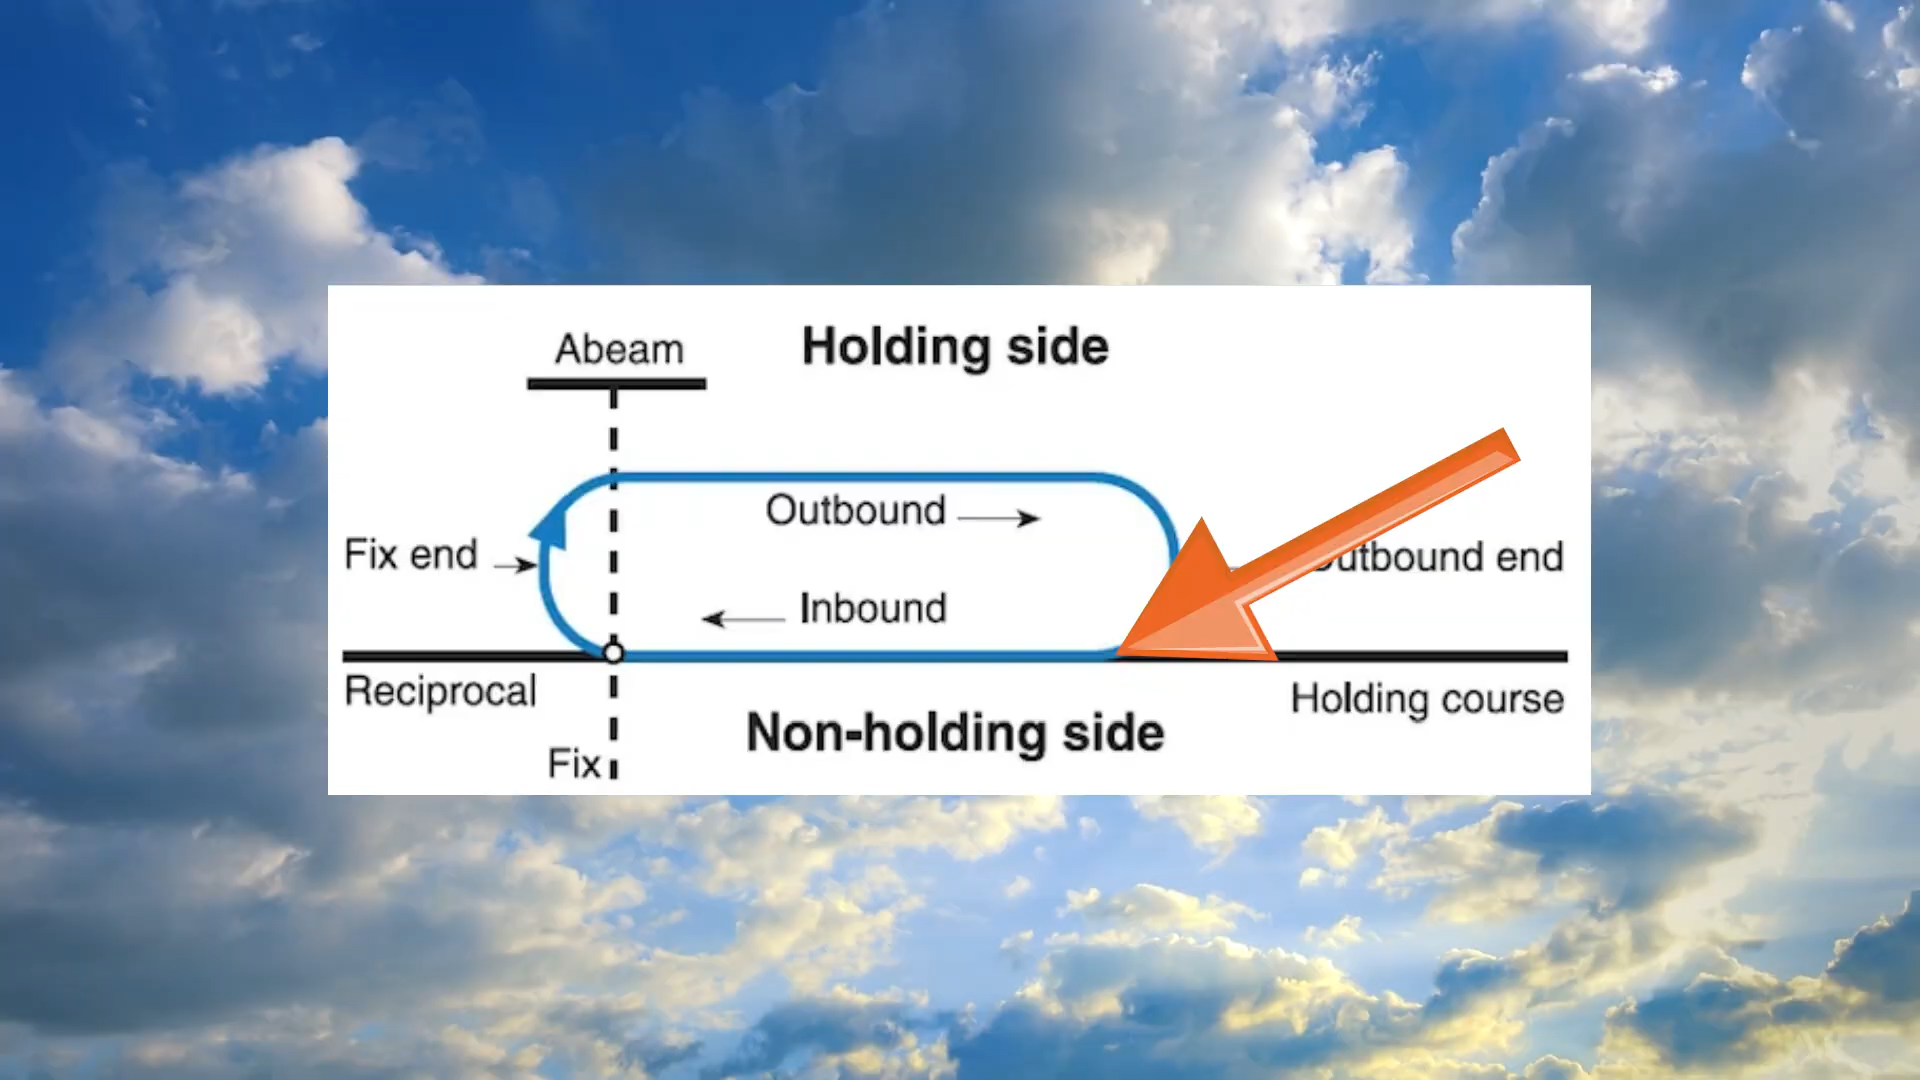 Abeam
Holding side
Outbound
Fix end
utbound end
Inbound
Reciprocal
Holding course
Non-holding side
Fix